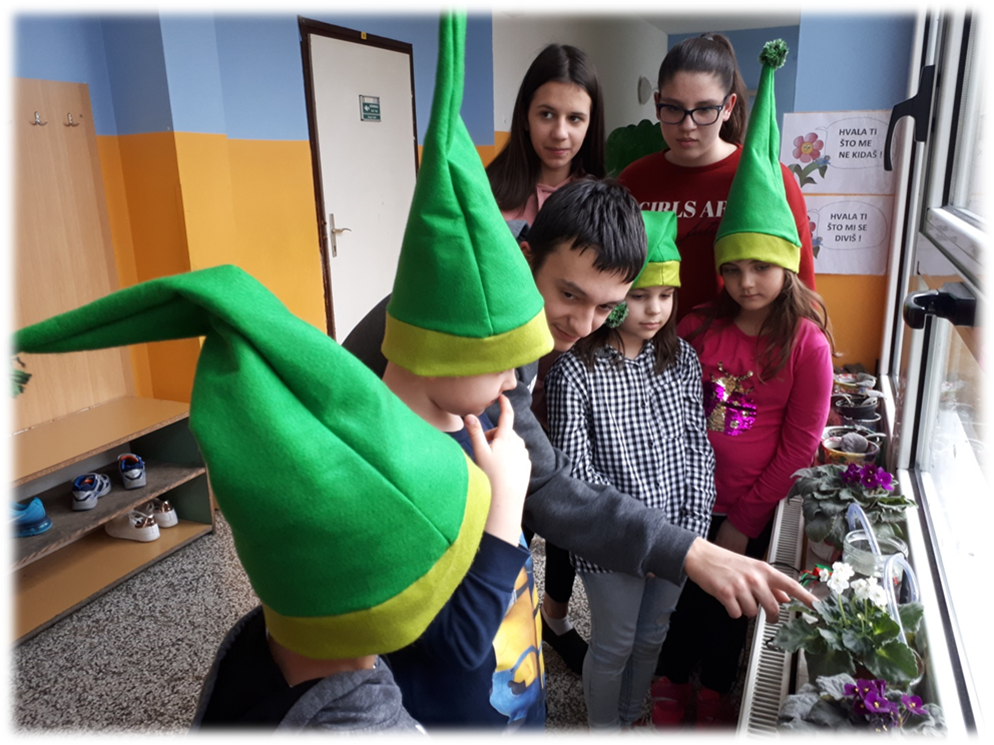 HVALA TI
ŠTO ME
NE KIDAŠ !
GIRLS AR
HVALA TI
ŠTO MI SE
DIVIŠ !